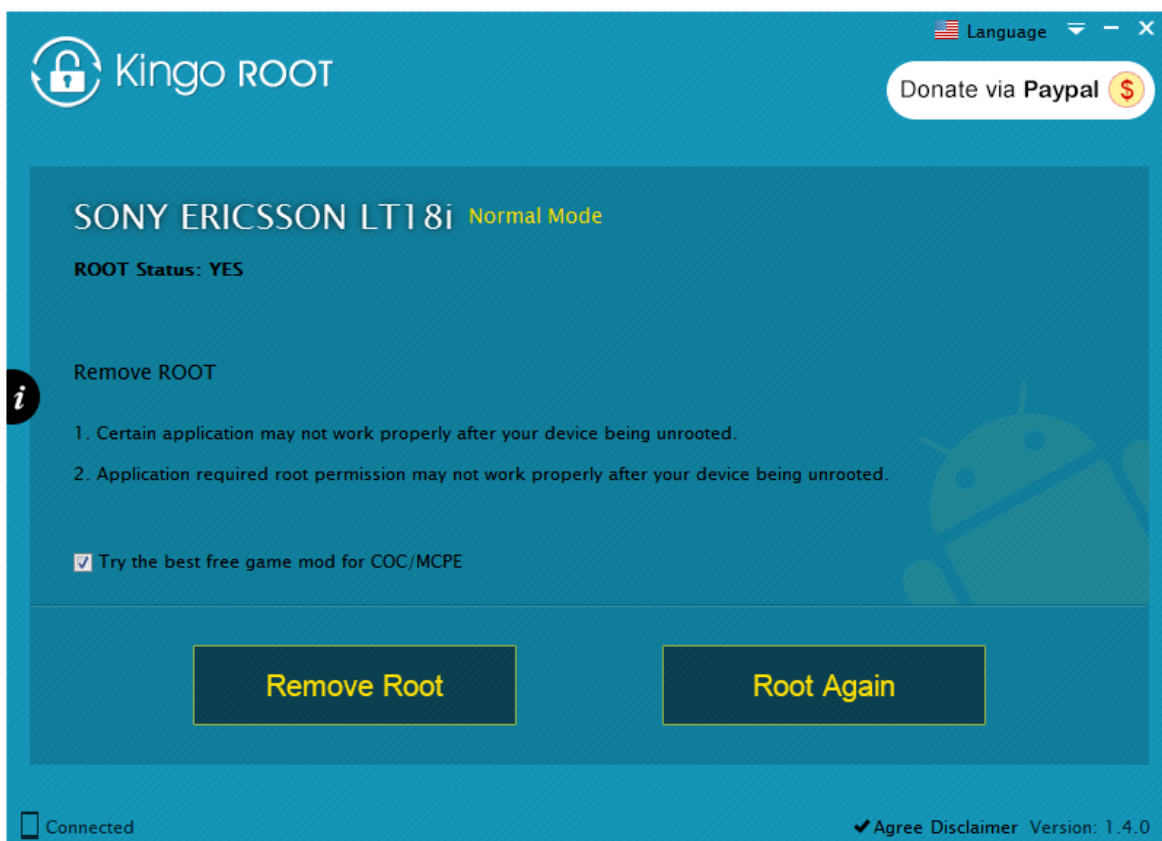 Language
Kingo ROOT
Donate via Paypal $
SONY ERICSSON LT18i Normal Mode
ROOT Status: YES
Remove ROOT
i
1. Certain application may not work properly after your device being unrooted.
2. Application required root permission may not work properly after your device being unrooted.
Try the best free game mod for COC/MCPE
Remove Root
Root Again
Connected
Agree Disclaimer Version: 1.4.0